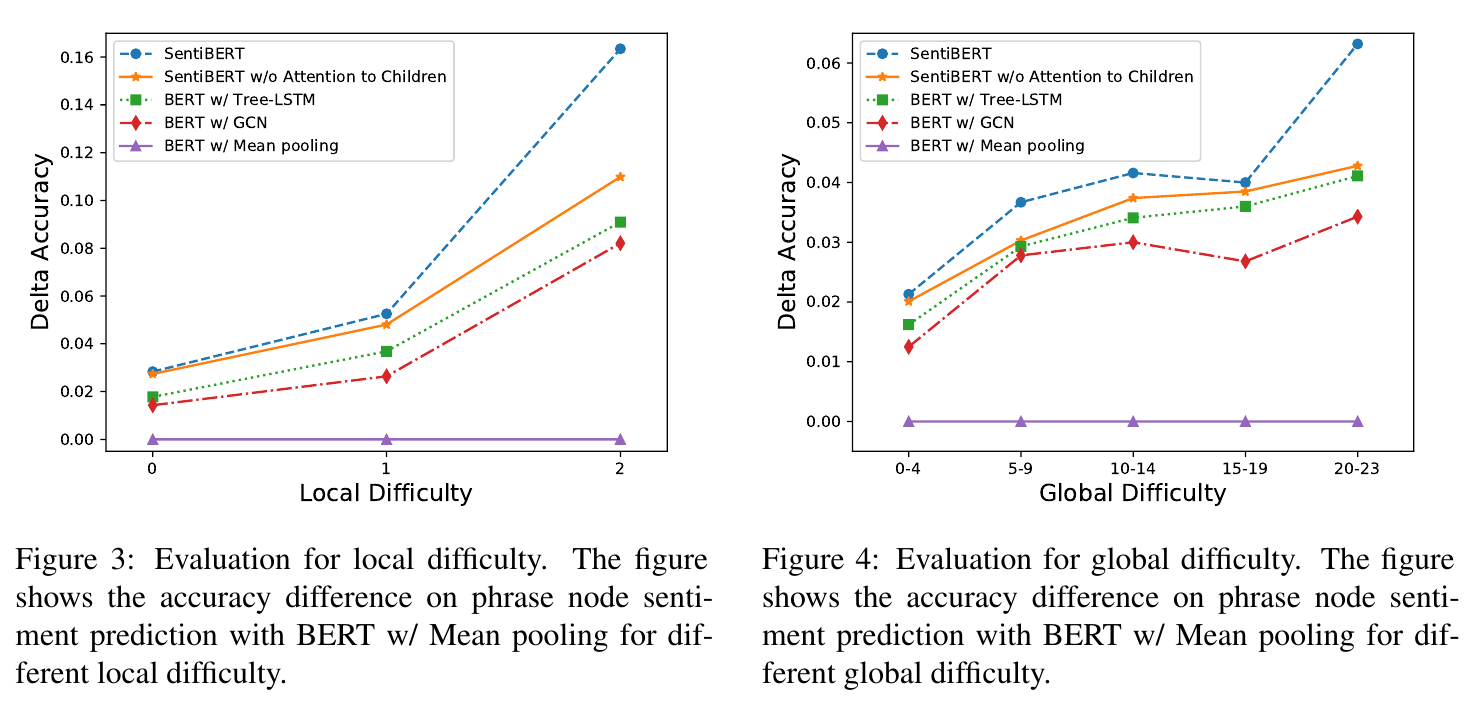 0.16
0.14
0.12
0.10
0.08
0.06
0.04
0.02
0.00
Delta Accuracy
SentiBERT
SentiBERT w/o Attention to Children
BERT w/ Tree-LSTM
BERT w/ GCN
BERT w/ Mean pooling
0 1 2
Local Difficulty
Figure 3: Evaluation for local difficulty. The figure
shows the accuracy difference on phrase node senti-
ment prediction with BERT w/ Mean pooling for dif-
ferent local difficulty.
0.06
0.05
0.04
0.03
0.02
0.01
0.00
Delta Accuracy
SentiBERT
SentiBERT w/o Attention to Children
BERT w/ Tree-LSTM
BERT w/ GCN
BERT w/ Mean pooling
0-4 5-9 10-14 15-19 20-23
Global Difficulty
Figure 4: Evaluation for global difficulty. The figure
shows the accuracy difference on phrase node senti-
ment prediction with BERT w/ Mean pooling for dif-
ferent global difficulty.